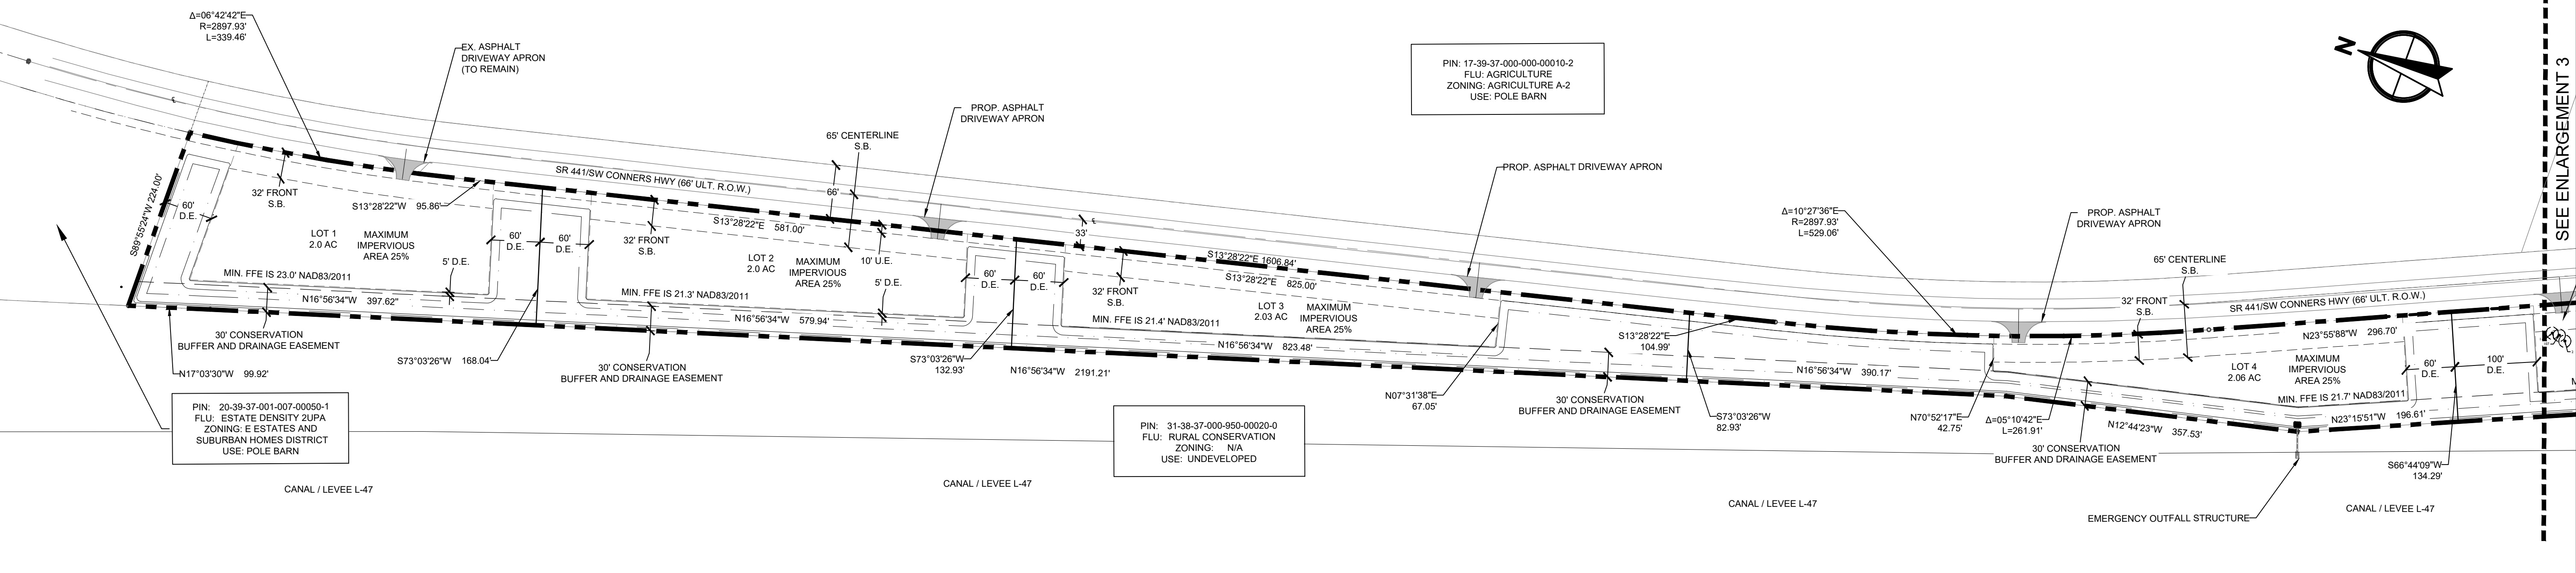 Δ=06°42'42"E
R=2897.93'
L=339.46'
EX. ASPHALT
DRIVEWAY APRON
(TO REMAIN)
PROP. ASPHALT
DRIVEWAY APRON
65' CENTERLINE
S.B.
PIN: 17-39-37-000-000-00010-2
FLU: AGRICULTURE
ZONING: AGRICULTURE A-2
USE: POLE BARN
N
SEE ENLARGEMENT 3
PROP. ASPHALT DRIVEWAY APRON
Δ=10°27'36"E
R=2897.93'
L=529.06'
PROP. ASPHALT
DRIVEWAY APRON
65' CENTERLINE
S.B.
SR 441/SW CONNERS HWY (66' ULT. R.O.W.)
66'
33'
S89°55'24"W 224.00'
60'
D.E.
32' FRONT
S.B.
S13°28'22"W 95.86'
LOT 1
2.0 AC
MAXIMUM
IMPERVIOUS
AREA 25%
5' D.E.
MIN. FFE IS 23.0' NAD83/2011
N16°56'34"W 397.62"
60'
D.E.
60'
D.E.
32' FRONT
S.B.
S13°28'22"E 581.00'
LOT 2
2.0 AC
MAXIMUM
IMPERVIOUS
AREA 25%
10' U.E.
5' D.E.
MIN. FFE IS 21.3' NAD83/2011
N16°56'34"W 579.94'
60'
D.E.
60'
D.E.
32' FRONT
S.B.
S13°28'22"E 1606.84'
S13°28'22"E 825.00'
LOT 3
2.03 AC
MAXIMUM
IMPERVIOUS
AREA 25%
MIN. FFE IS 21.4' NAD83/2011
N16°56'34"W 823.48'
S13°28'22"E
104.99'
N16°56'34"W 390.17'
32' FRONT
S.B.
SR 441/SW CONNERS HWY (66' ULT. R.O.W.)
N23°55'88"W 296.70'
LOT 4
2.06 AC
MAXIMUM
IMPERVIOUS
AREA 25%
60'
D.E.
100'
D.E.
MIN. FFE IS 21.7' NAD83/2011
N23°15'51"W 196.61'
30' CONSERVATION
BUFFER AND DRAINAGE EASEMENT
N17°03'30"W 99.92'
S73°03'26"W 168.04'
30' CONSERVATION
BUFFER AND DRAINAGE EASEMENT
S73°03'26"W
132.93'
N16°56'34"W 2191.21'
N07°31'38"E
67.05'
30' CONSERVATION
BUFFER AND DRAINAGE EASEMENT
S73°03'26"W
82.93'
N70°52'17"E
42.75'
Δ=05°10'42"E
L=261.91'
N12°44'23"W 357.53'
30' CONSERVATION
BUFFER AND DRAINAGE EASEMENT
S66°44'09"W
134.29'
EMERGENCY OUTFALL STRUCTURE
PIN: 20-39-37-001-007-00050-1
FLU: ESTATE DENSITY 2UPA
ZONING: E ESTATES AND
SUBURBAN HOMES DISTRICT
USE: POLE BARN
PIN: 31-38-37-000-950-00020-0
FLU: RURAL CONSERVATION
ZONING: N/A
USE: UNDEVELOPED
CANAL / LEVEE L-47
CANAL / LEVEE L-47
CANAL / LEVEE L-47
CANAL / LEVEE L-47